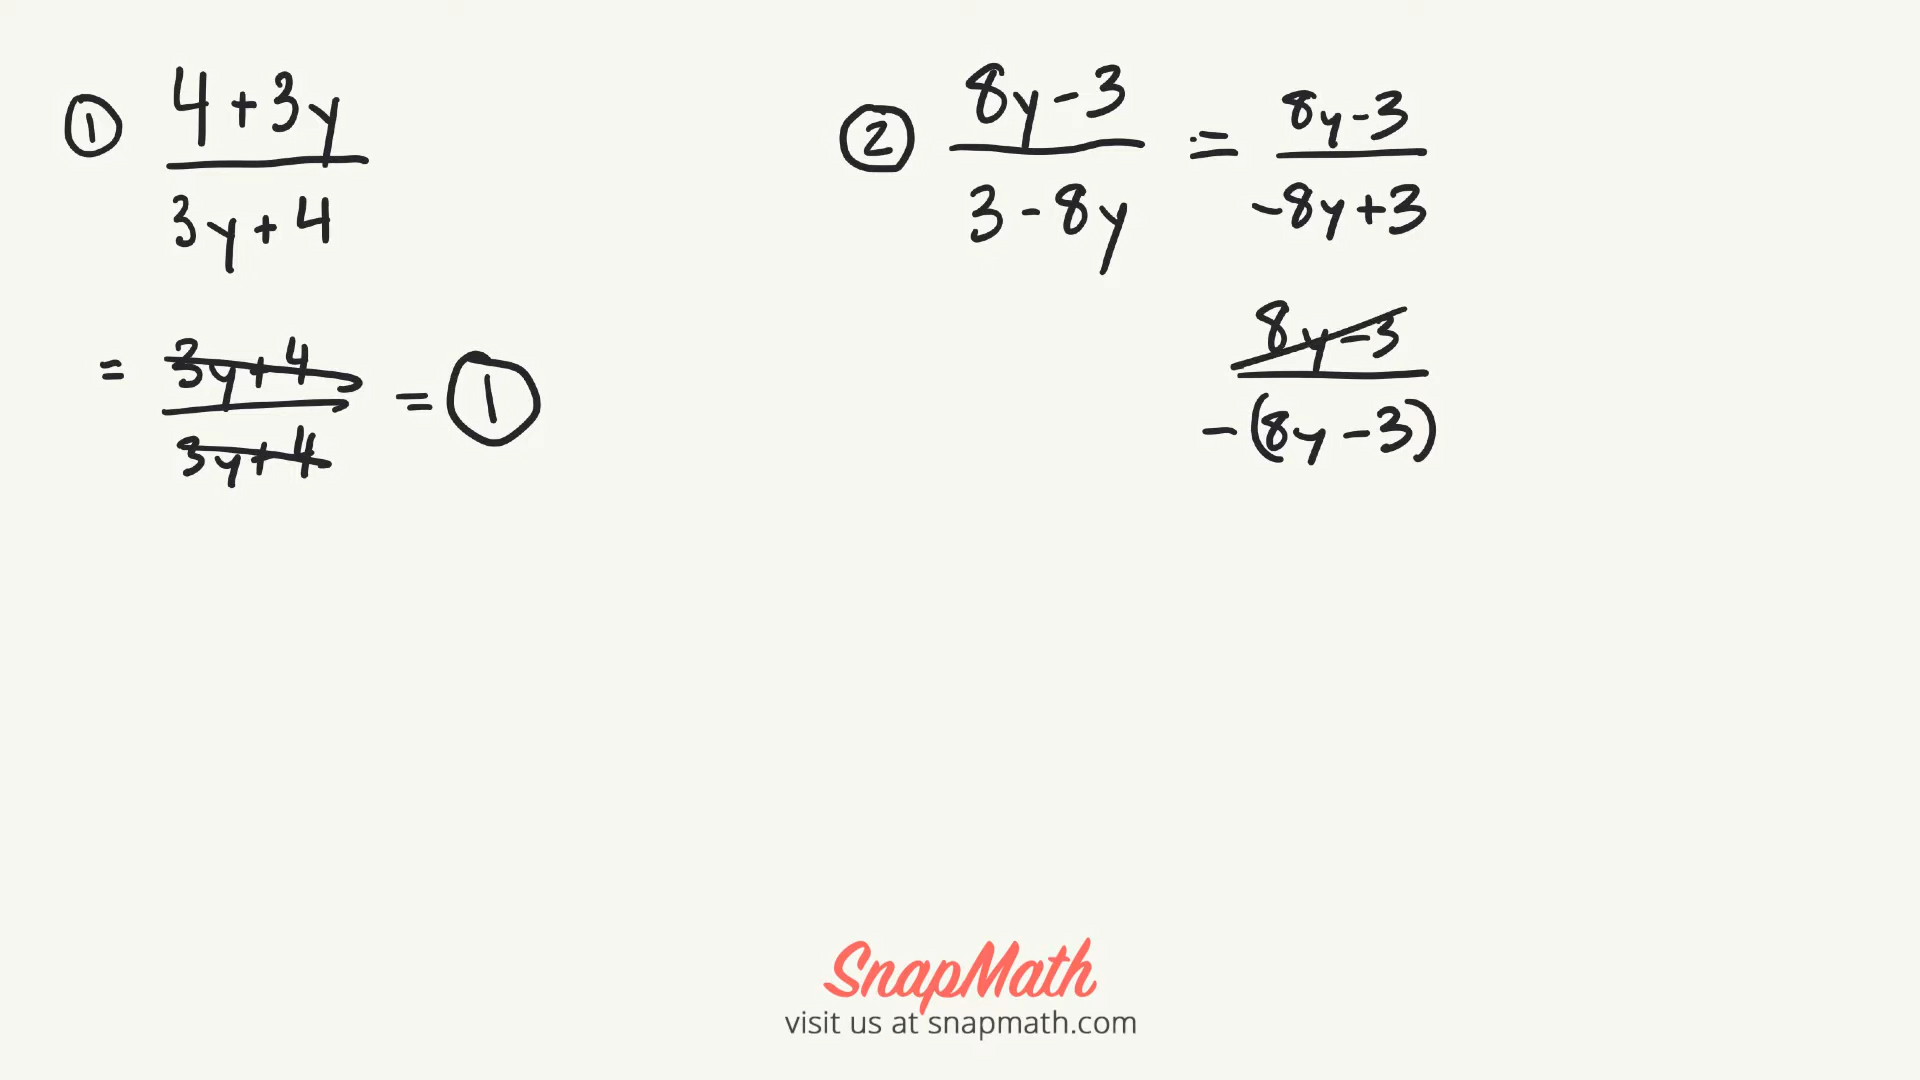 ① 4 + 3y
3y + 4
= 3y + 4 = 1
3y + 4
② 8y - 3 = 8y - 3
3 - 8y -8y + 3
8y - 3
-(8y - 3)
SnapMath
visit us at snapmath.com